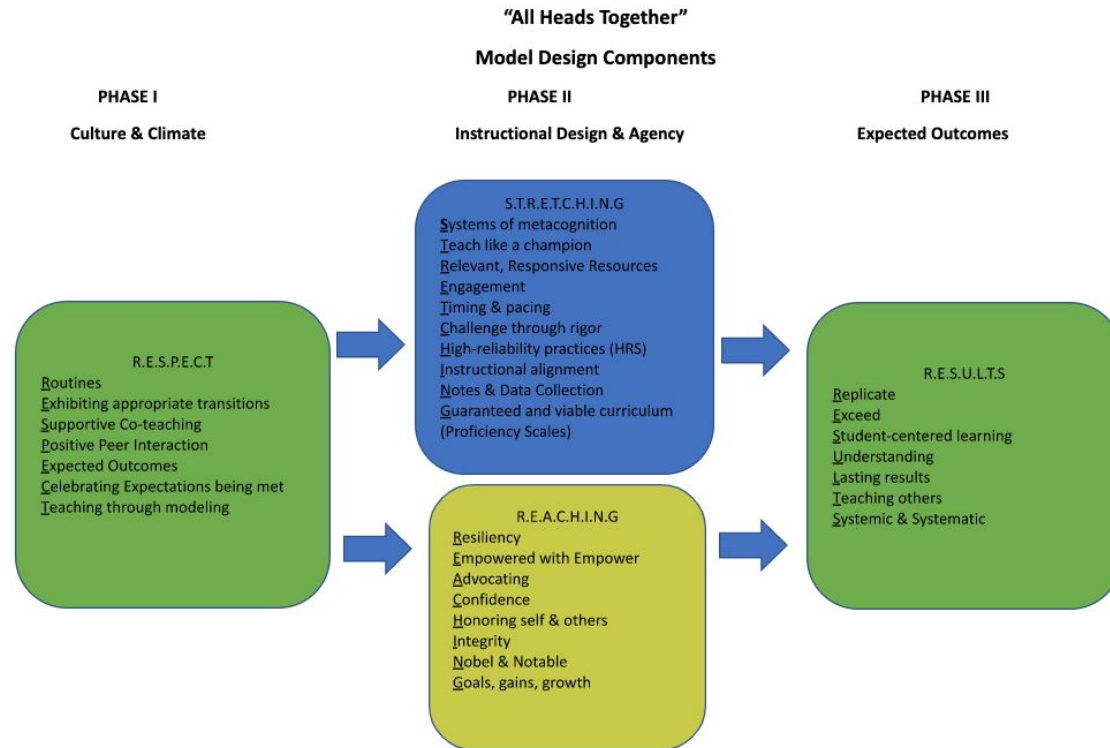 “All Heads Together”
Model Design Components
PHASE I
Culture & Climate
PHASE II
Instructional Design & Agency
PHASE III
Expected Outcomes
R.E.S.P.E.C.T
Routines
Exhibiting appropriate transitions
Supportive Co-teaching
Positive Peer Interaction
Expected Outcomes
Celebrating Expectations being met
Teaching through modeling
S.T.R.E.T.C.H.I.N.G
Systems of metacognition
Teach like a champion
Relevant, Responsive Resources
Engagement
Timing & pacing
Challenge through rigor
High-reliability practices (HRS)
Instructional alignment
Notes & Data Collection
Guaranteed and viable curriculum
(Proficiency Scales)
R.E.A.C.H.I.N.G
Resiliency
Empowered with Empower
Advocating
Confidence
Honoring self & others
Integrity
Nobel & Notable
Goals, gains, growth
R.E.S.U.L.T.S
Replicate
Exceed
Student-centered learning
Understanding
Lasting results
Teaching others
Systemic & Systematic